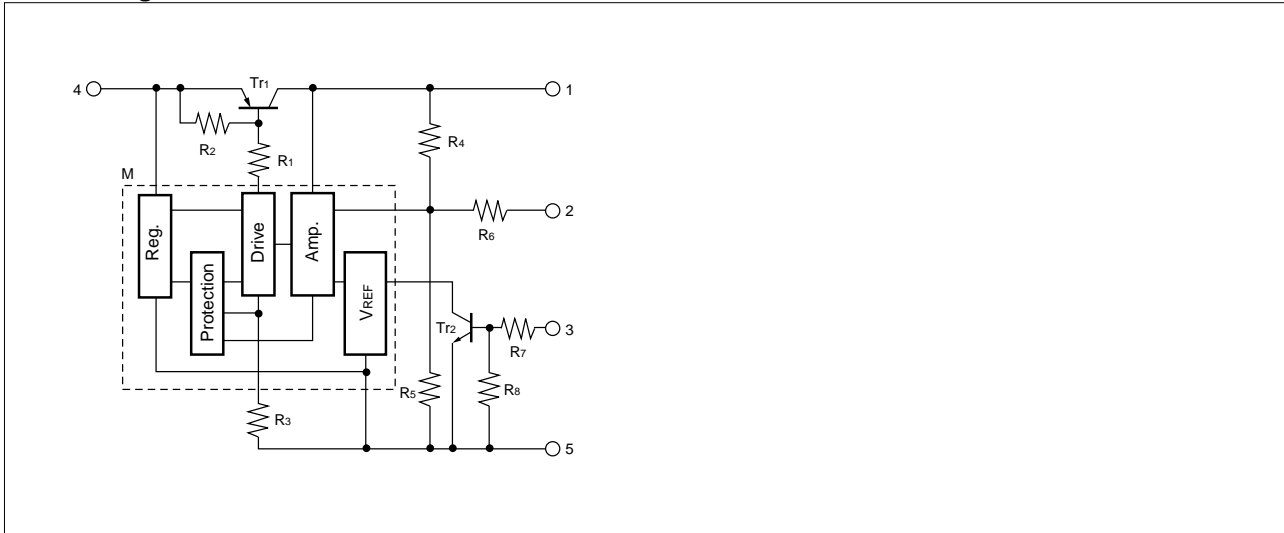 4
Tr1
1
R2
R1
R4
M
2
R6
Reg.
Drive
Amp.
Protection
VREF
Tr2
3
R7
R5
R8
R3
5